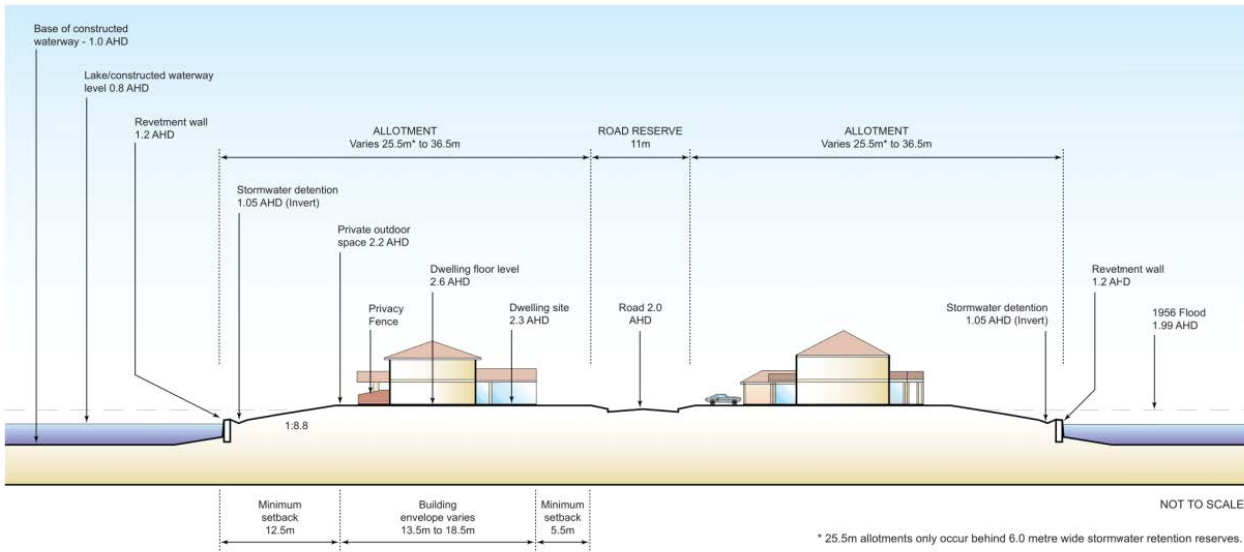 Base of constructed
waterway - 1.0 AHD
Lake/constructed waterway
level 0.8 AHD
Revetment wall
1.2 AHD
ALLOTMENT
Varies 25.5m* to 36.5m
ROAD RESERVE
11m
ALLOTMENT
Varies 25.5m* to 36.5m
Stormwater detention
1.05 AHD (Invert)
Private outdoor
space 2.2 AHD
Dwelling floor level
2.6 AHD
Privacy
Fence
Dwelling site
2.3 AHD
Road 2.0
AHD
Stormwater detention
1.05 AHD (Invert)
Revetment wall
1.2 AHD
1956 Flood
1.99 AHD
1:8.8
Minimum
setback
12.5m
Building
envelope varies
13.5m to 18.5m
Minimum
setback
5.5m
NOT TO SCALE
* 25.5m allotments only occur behind 6.0 metre wide stormwater retention reserves.